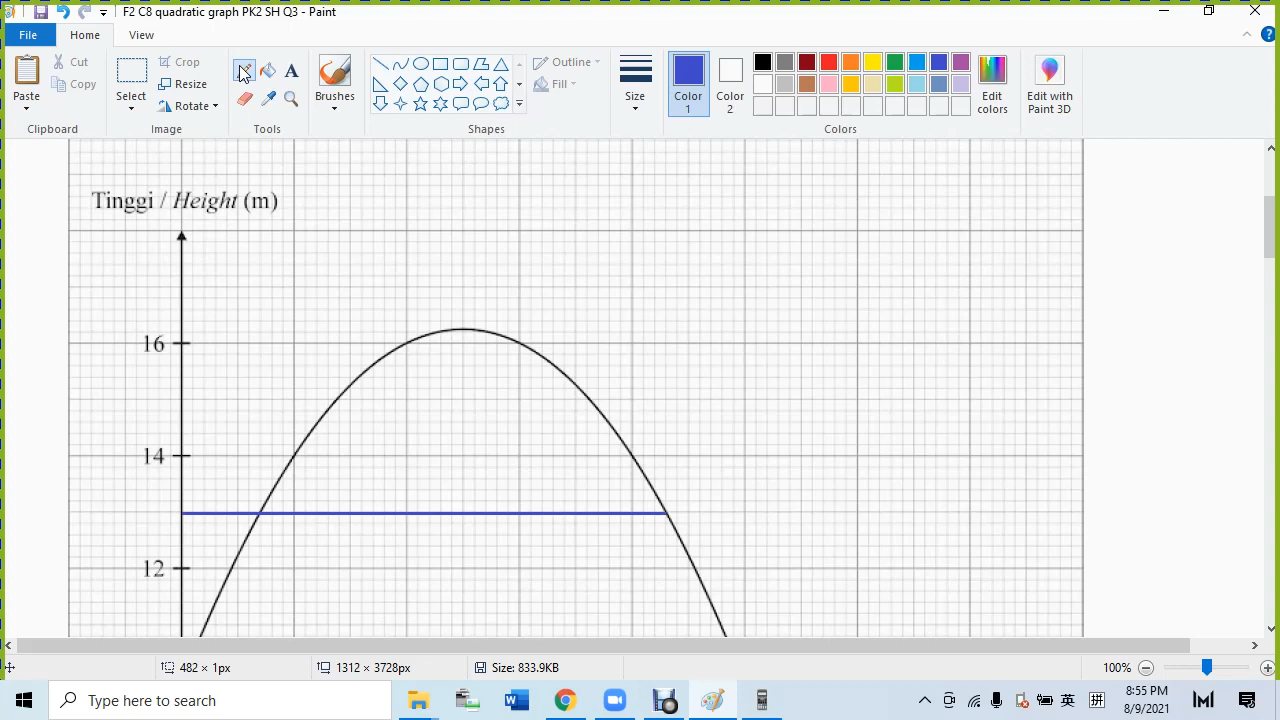 F2 C8 quadratic graph PK2 SH Q3 - Paint
File Home View
Paste Cut Copy
Select Crop Resize Rotate
A
Brushes
Outline
Fill
Size
Color 1
Color 2
Edit colors
Edit with Paint 3D
Clipboard Image Tools Shapes Colors
Tinggi / Height (m)
16
14
12
482 × 1px 1312 × 3728px Size: 833.9KB 100%
Type here to search
英 拼
8:55 PM
8/9/2021